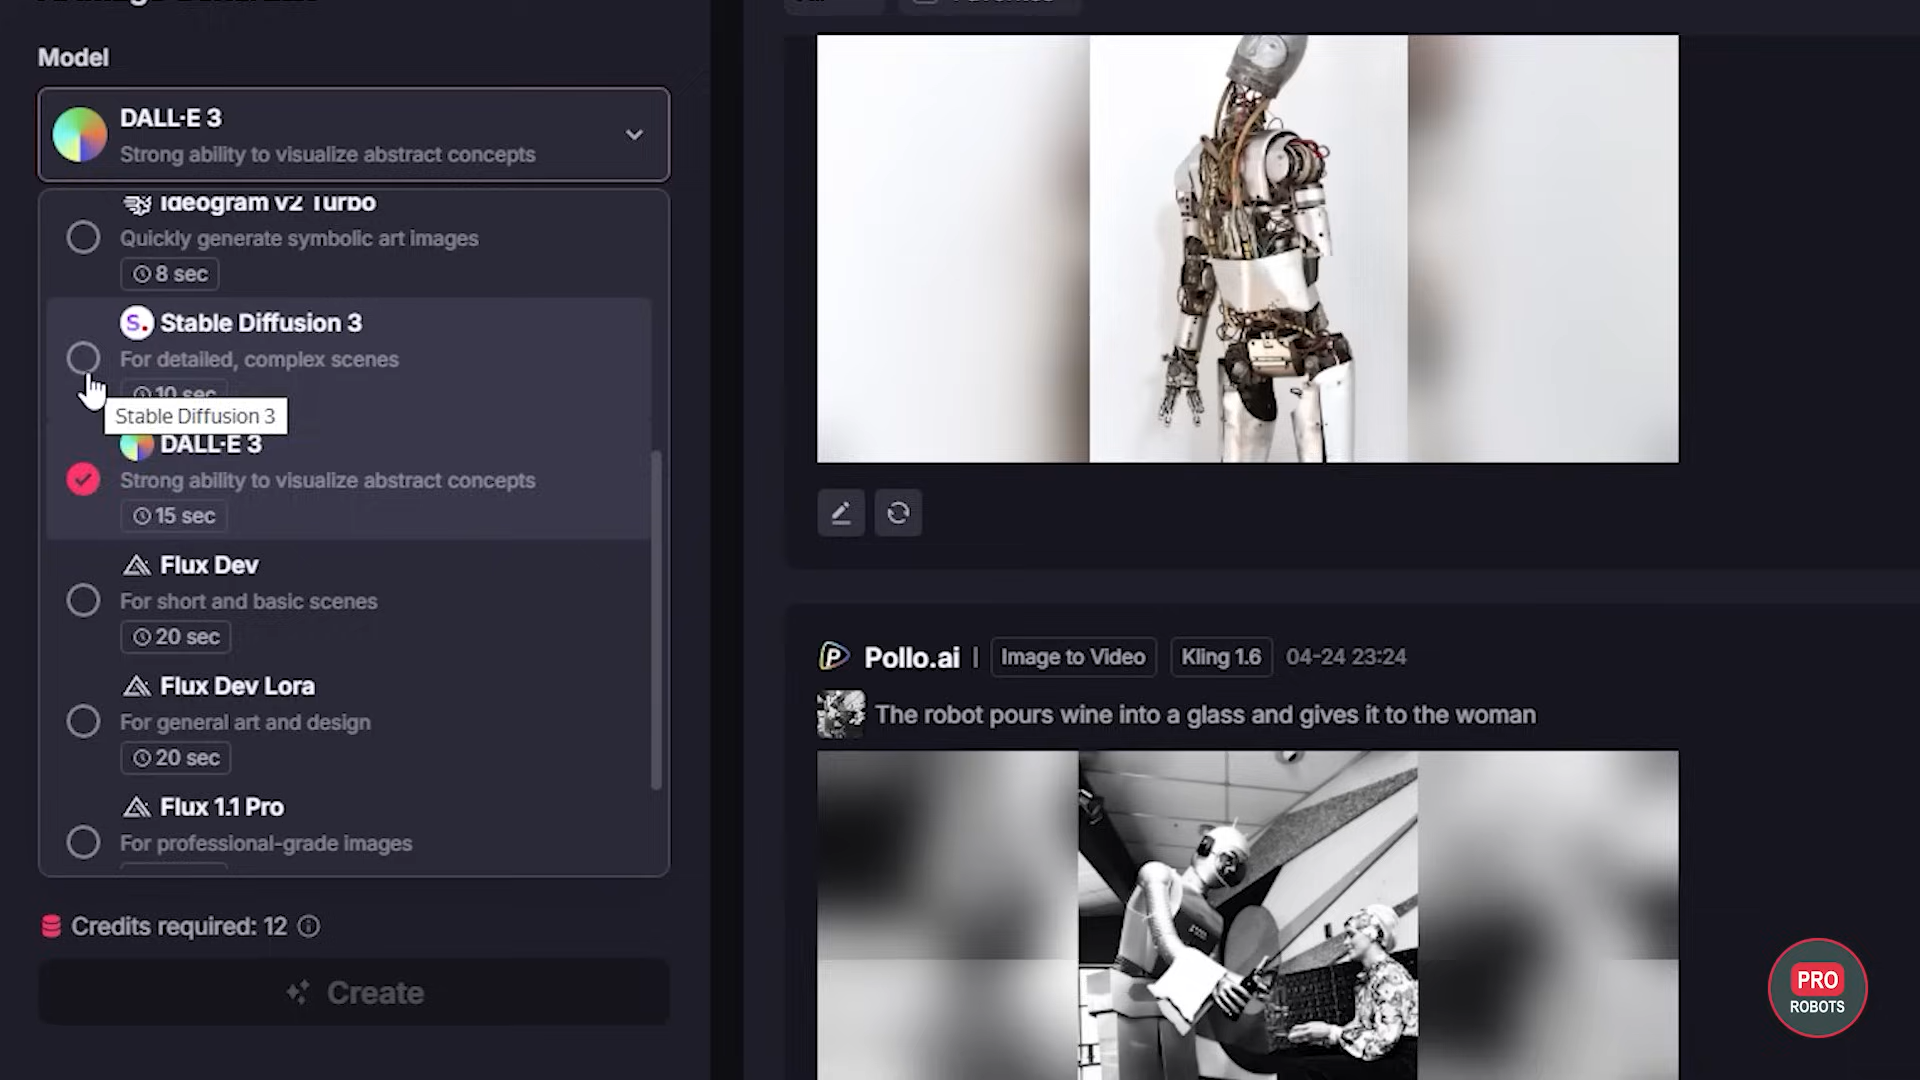 Model
DALL·E 3
Strong ability to visualize abstract concepts
Ideogram v2 Turbo
Quickly generate symbolic art images
8 sec
S. Stable Diffusion 3
For detailed, complex scenes
10 sec
Stable Diffusion 3
DALL·E 3
Strong ability to visualize abstract concepts
15 sec
Flux Dev
For short and basic scenes
20 sec
Flux Dev Lora
For general art and design
20 sec
Flux 1.1 Pro
For professional-grade images
Credits required: 12
Create
Pollo.ai | Image to Video Kling 1.6 04-24 23:24
The robot pours wine into a glass and gives it to the woman
PRO
ROBOTS